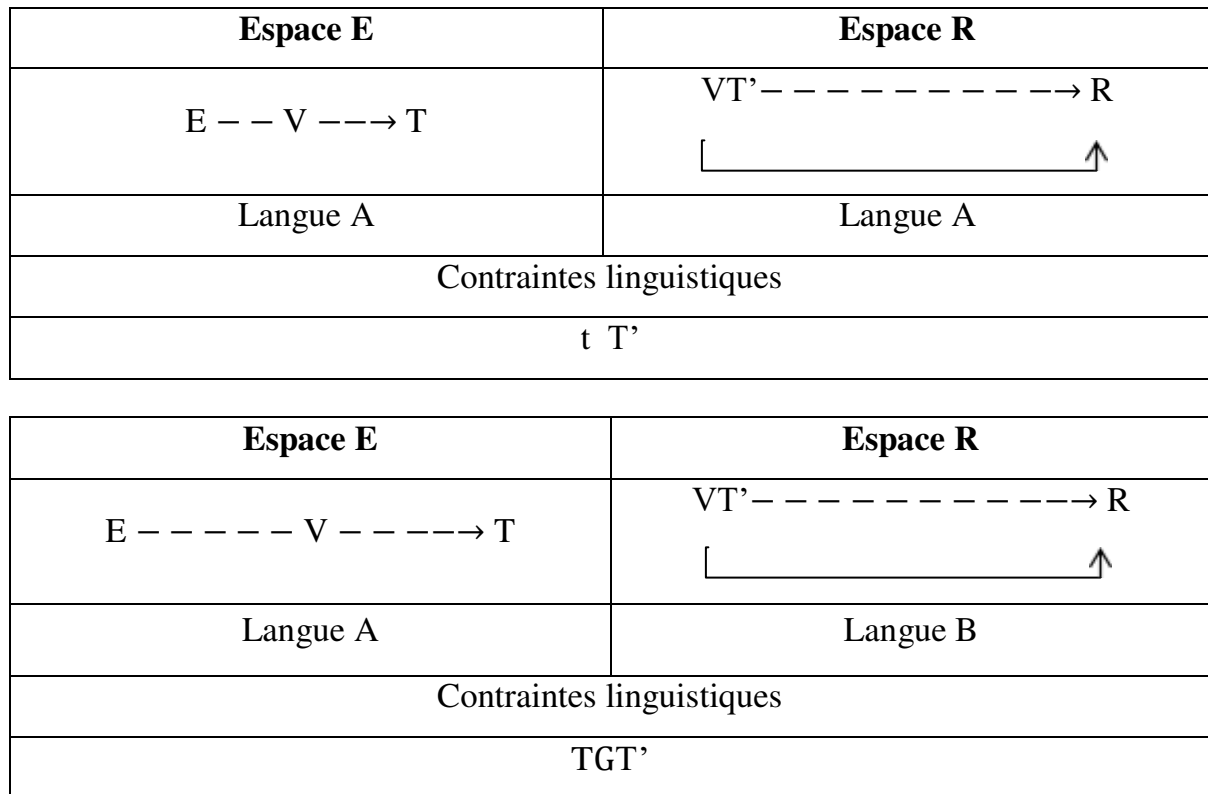 Espace E Espace R
E – – V – –→ T VT’– – – – – – – – – –→ R
Langue A Langue A
Contraintes linguistiques
t T’
Espace E Espace R
E – – – – – V – – – – –→ T VT’– – – – – – – – – – –→ R
Langue A Langue B
Contraintes linguistiques
TGT’